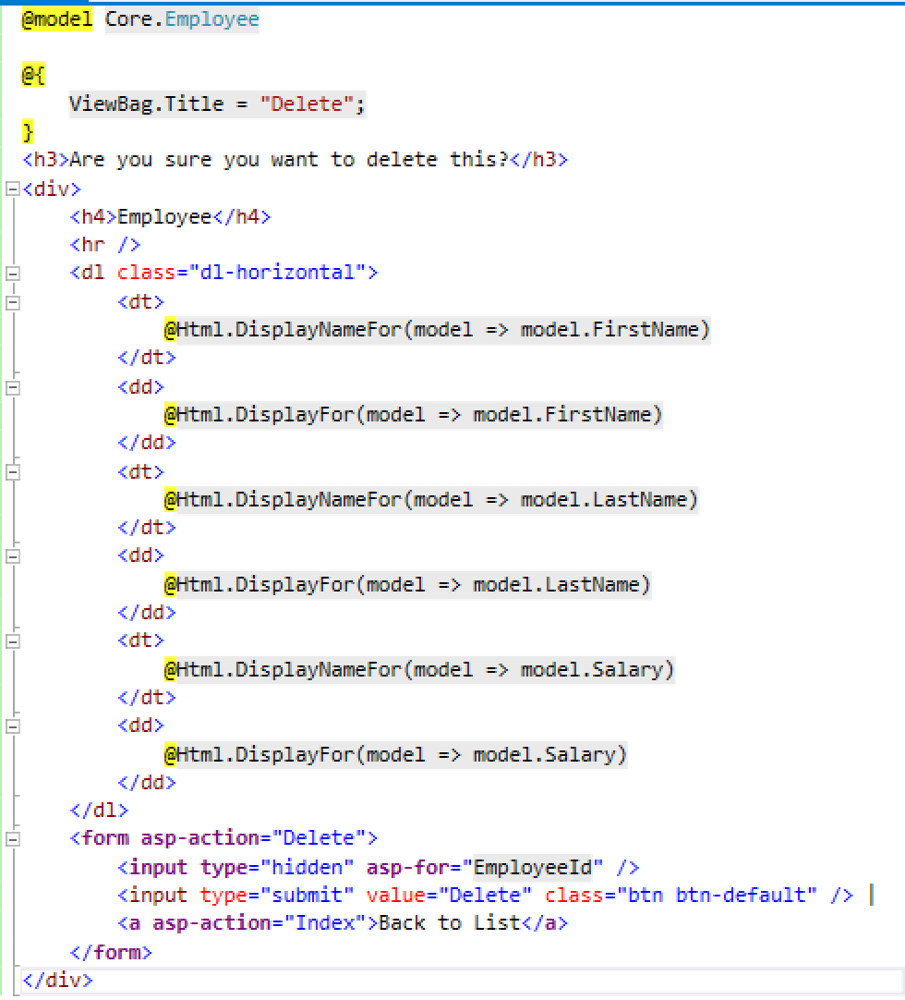 @model Core.Employee

@{
    ViewBag.Title = "Delete";
}
<h3>Are you sure you want to delete this?</h3>
<div>
    <h4>Employee</h4>
    <hr />
    <dl class="dl-horizontal">
        <dt>
            @Html.DisplayNameFor(model => model.FirstName)
        </dt>
        <dd>
            @Html.DisplayFor(model => model.FirstName)
        </dd>
        <dt>
            @Html.DisplayNameFor(model => model.LastName)
        </dt>
        <dd>
            @Html.DisplayFor(model => model.LastName)
        </dd>
        <dt>
            @Html.DisplayNameFor(model => model.Salary)
        </dt>
        <dd>
            @Html.DisplayFor(model => model.Salary)
        </dd>
    </dl>
    <form asp-action="Delete">
        <input type="hidden" asp-for="EmployeeId" />
        <input type="submit" value="Delete" class="btn btn-default" /> |
        <a asp-action="Index">Back to List</a>
    </form>
</div>